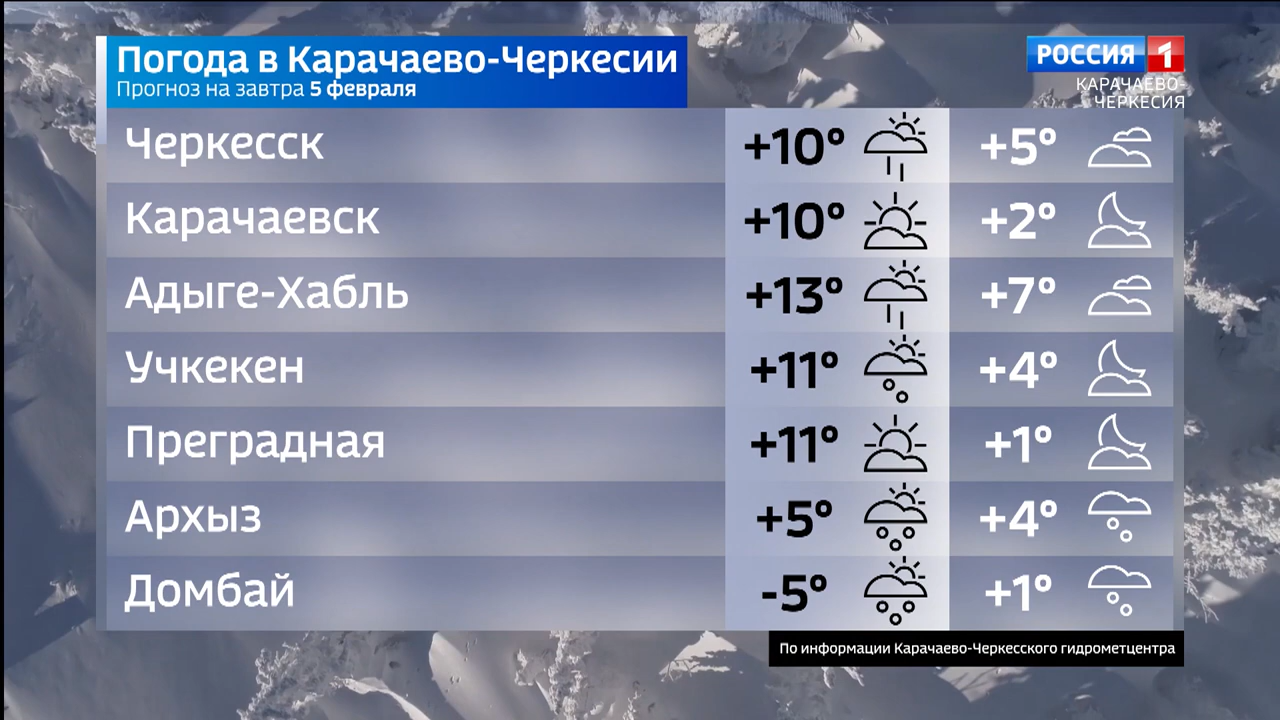 Погода в Карачаево-Черкесии
Прогноз на завтра 5 февраля
РОССИЯ 1
КАРАЧАЕВО-
ЧЕРКЕСИЯ
Черкесск +10° +5°
Карачаевск +10° +2°
Адыге-Хабль +13° +7°
Учкекен +11° +4°
Преградная +11° +1°
Архыз +5° +4°
Домбай -5° +1°
По информации Карачаево-Черкесского гидрометцентра